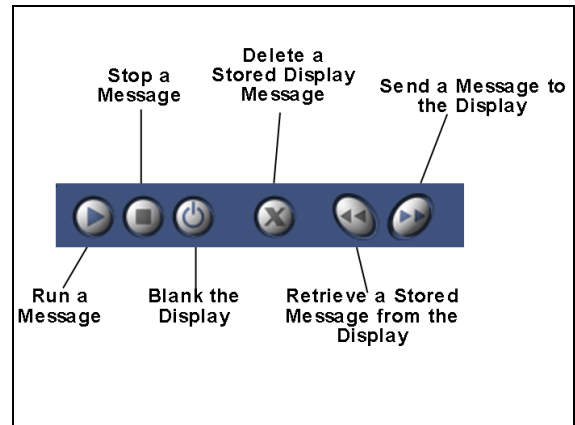 Delete a
Stored Display
Message
Stop a
Message
Send a Message to
the Display
Run a
Message
Blank the
Display
Retrieve a Stored
Message from the
Display